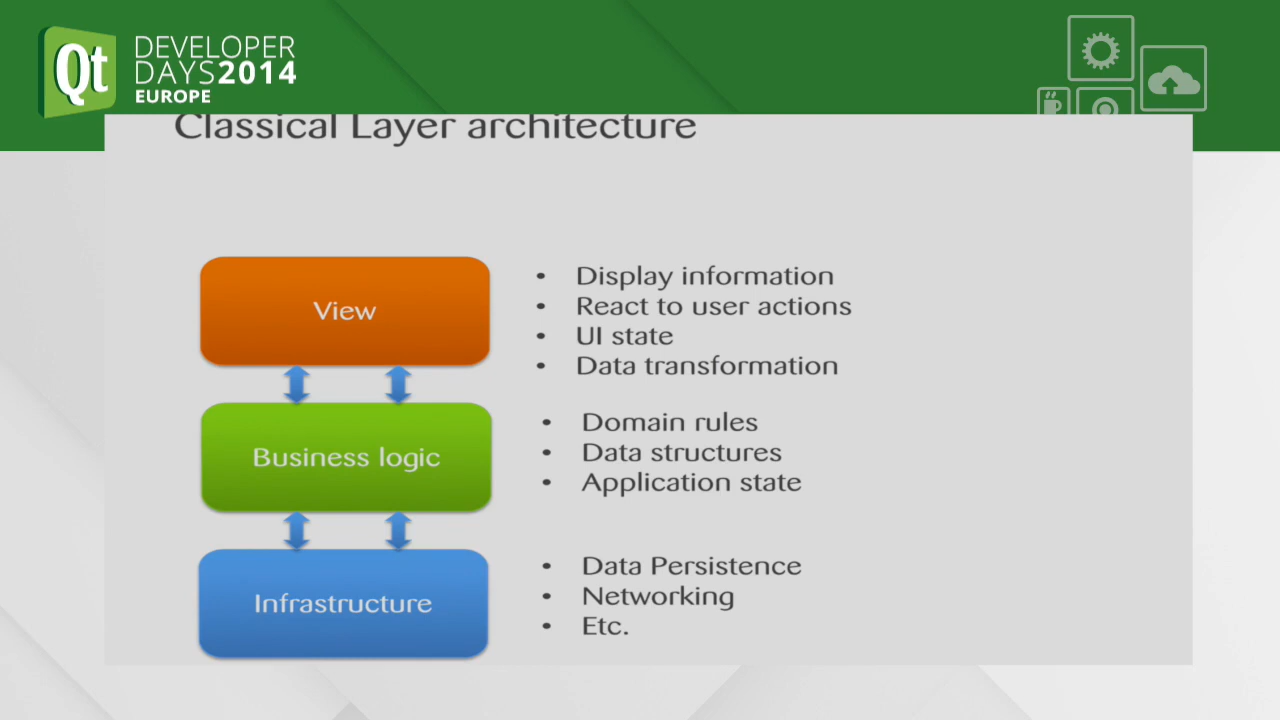 Qt
DEVELOPER
DAYS2014
EUROPE
Classical Layer architecture
View
• Display information
• React to user actions
• UI state
• Data transformation
Business logic
• Domain rules
• Data structures
• Application state
Infrastructure
• Data Persistence
• Networking
• Etc.